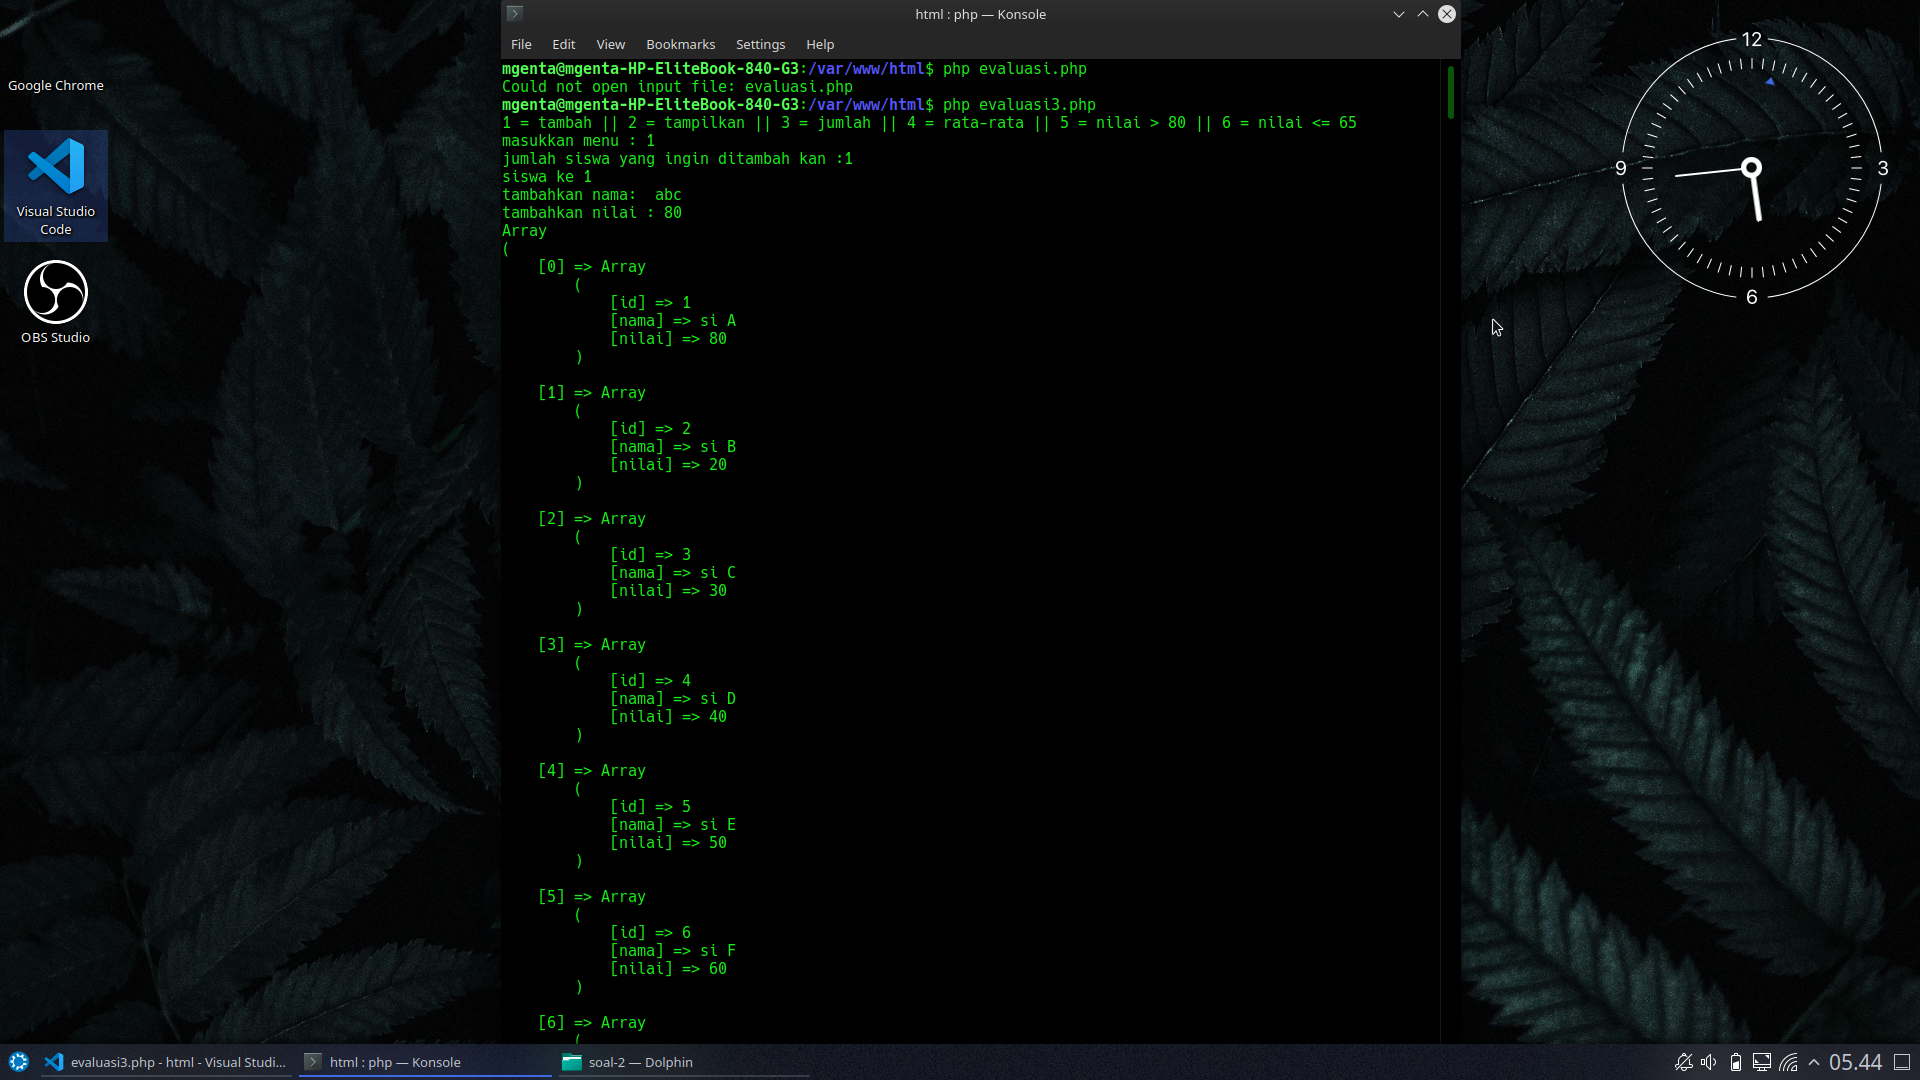 html : php — Konsole
File Edit View Bookmarks Settings Help
mgenta@mgenta-HP-EliteBook-840-G3:/var/www/html$ php evaluasi.php
Could not open input file: evaluasi.php
mgenta@mgenta-HP-EliteBook-840-G3:/var/www/html$ php evaluasi3.php
1 = tambah || 2 = tampilkan || 3 = jumlah || 4 = rata-rata || 5 = nilai > 80 || 6 = nilai <= 65
masukkan menu : 1
jumlah siswa yang ingin ditambah kan :1
siswa ke 1
tambahkan nama:  abc
tambahkan nilai : 80
Array
(
    [0] => Array
        (
            [id] => 1
            [nama] => si A
            [nilai] => 80
        )
    [1] => Array
        (
            [id] => 2
            [nama] => si B
            [nilai] => 20
        )
    [2] => Array
        (
            [id] => 3
            [nama] => si C
            [nilai] => 30
        )
    [3] => Array
        (
            [id] => 4
            [nama] => si D
            [nilai] => 40
        )
    [4] => Array
        (
            [id] => 5
            [nama] => si E
            [nilai] => 50
        )
    [5] => Array
        (
            [id] => 6
            [nama] => si F
            [nilai] => 60
        )
    [6] => Array
        (
Google Chrome
Visual Studio
Code
OBS Studio
12
3
6
9
evaluasi3.php - html - Visual Studi...
html : php — Konsole
soal-2 — Dolphin
05.44